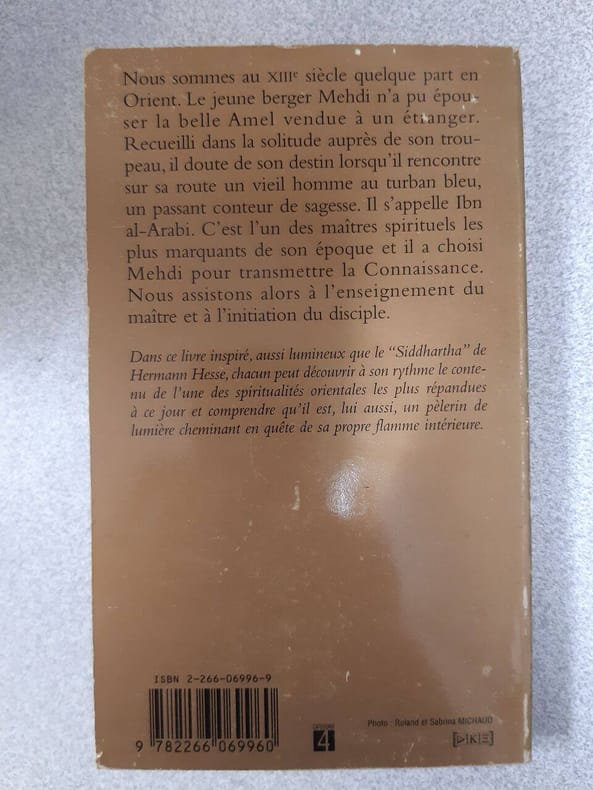 Nous sommes au XIIIe siècle quelque part en
Orient. Le jeune berger Mehdi n'a pu épou-
ser la belle Amel vendue à un étranger.
Recueilli dans la solitude auprès de son trou-
peau, il doute de son destin lorsqu'il rencontre
sur sa route un vieil homme au turban bleu,
un passant conteur de sagesse. Il s'appelle Ibn
al-Arabi. C'est l'un des maîtres spirituels les
plus marquants de son époque et il a choisi
Mehdi pour transmettre la Connaissance.
Nous assistons alors à l'enseignement du
maître et à l'initiation du disciple.
Dans ce livre inspiré, aussi lumineux que le “Siddhartha” de
Hermann Hesse, chacun peut découvrir à son rythme le conte-
nu de l'une des spiritualités orientales les plus répandues
à ce jour et comprendre qu'il est, lui aussi, un pèlerin de
lumière cheminant en quête de sa propre flamme intérieure.
ISBN 2-266-06996-9
9 782266 069960
4
Photo : Roland et Sabrina MICHAUD